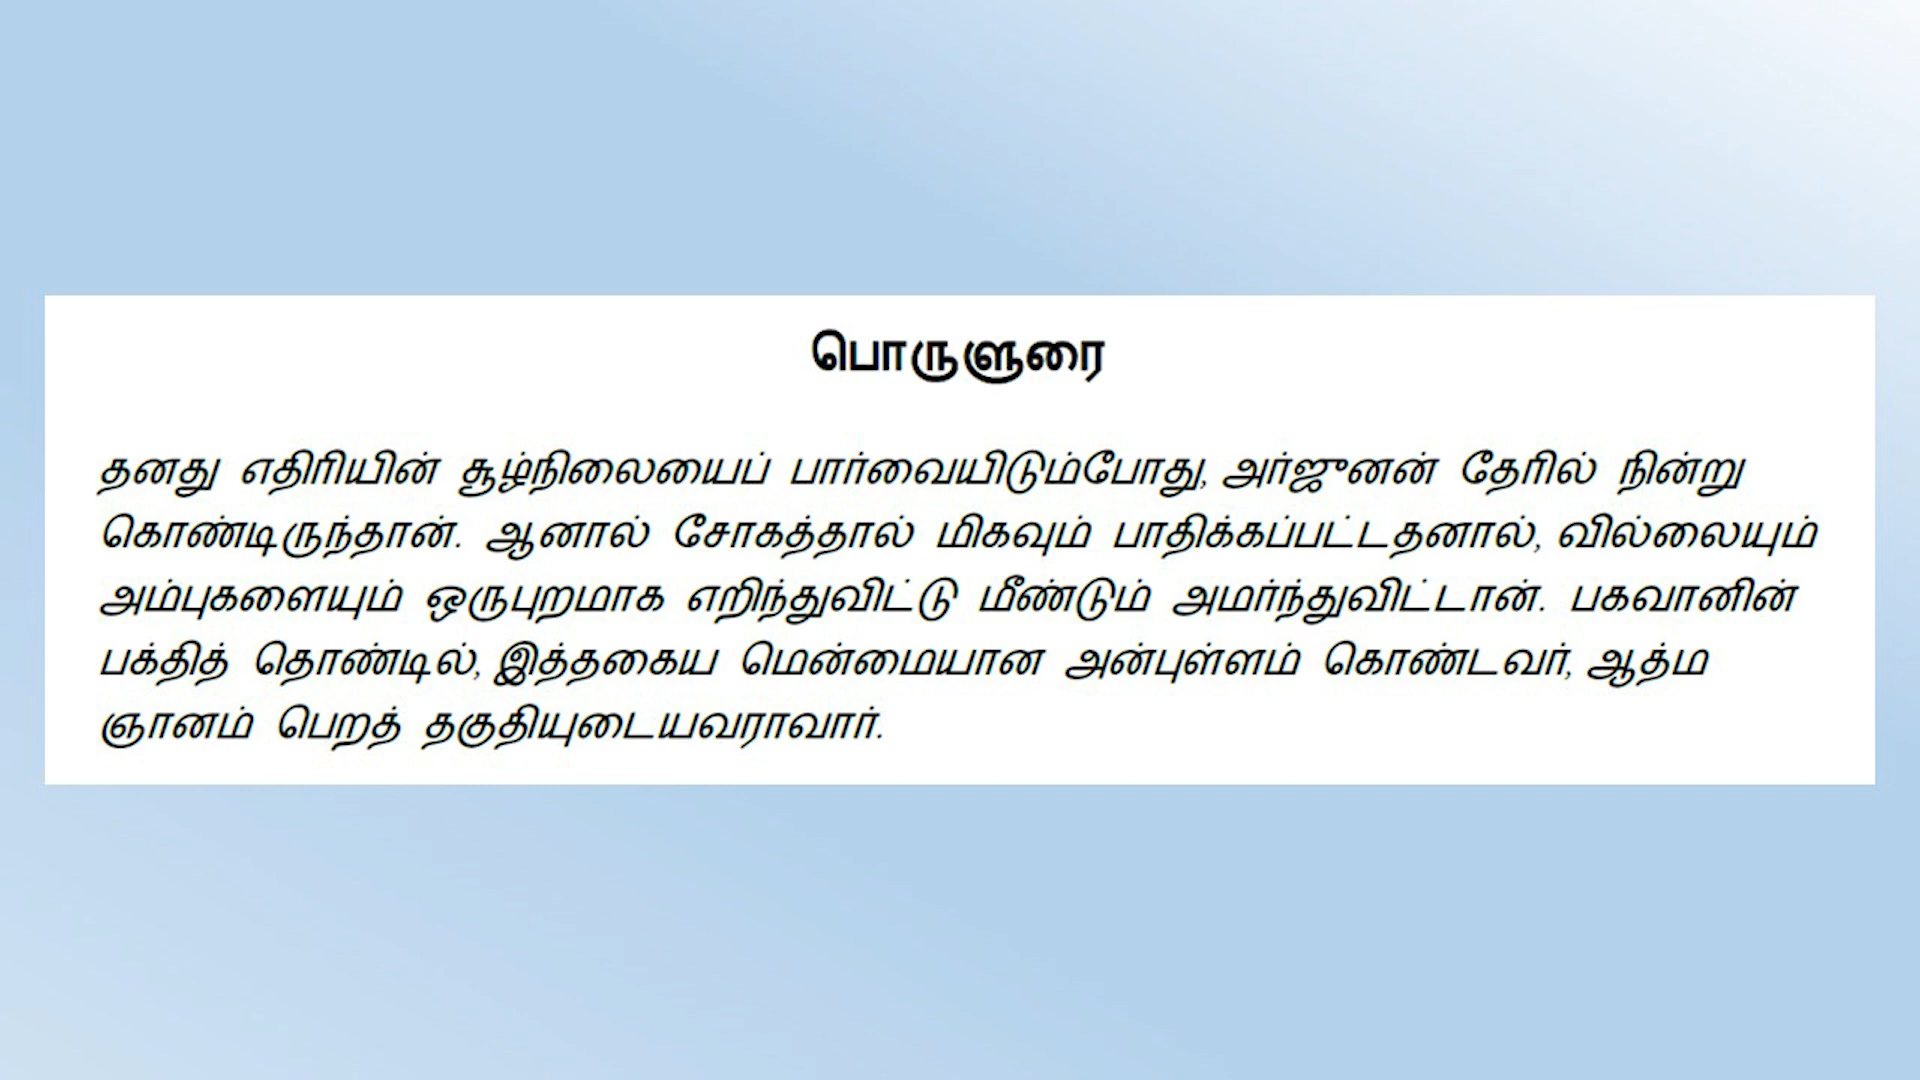 பொருளுரை
தனது எதிரியின் சூழ்நிலையைப் பார்வையிடும்போது, அர்ஜுனன் தேரில் நின்று
கொண்டிருந்தான். ஆனால் சோகத்தால் மிகவும் பாதிக்கப்பட்டதனால், வில்லையும்
அம்புகளையும் ஒருபுறமாக எறிந்துவிட்டு மீண்டும் அமர்ந்துவிட்டான். பகவானின்
பக்தித் தொண்டில், இத்தகைய மென்மையான அன்புள்ளம் கொண்டவர், ஆத்ம
ஞானம் பெறத் தகுதியுடையவராவார்.